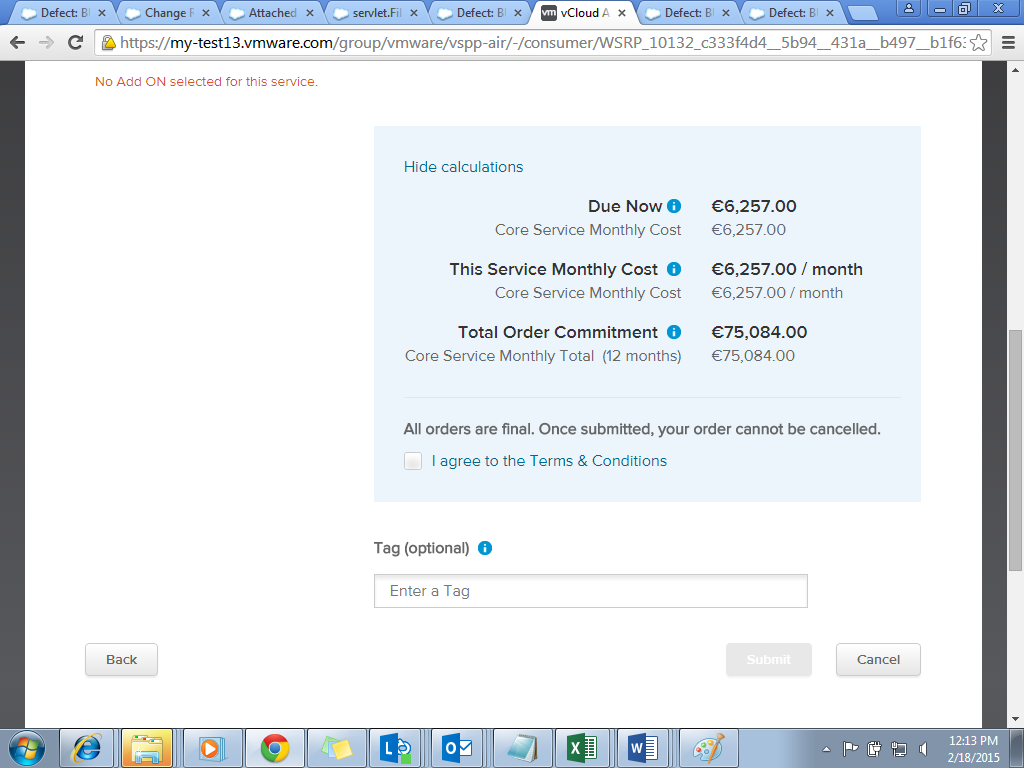 Defect: Bl
Change R
Attached
servlet.Fil
Defect: Bl
vm vCloud A
Defect: Bl
Defect: Bl
https://my-test13.vmware.com/group/vmware/vspp-air/-/consumer/WSRP_10132_c333f4d4__5b94__431a__b497__b1f63
No Add ON selected for this service.
Hide calculations
Due Now €6,257.00
Core Service Monthly Cost €6,257.00
This Service Monthly Cost €6,257.00 / month
Core Service Monthly Cost €6,257.00 / month
Total Order Commitment €75,084.00
Core Service Monthly Total (12 months) €75,084.00
All orders are final. Once submitted, your order cannot be cancelled.
I agree to the Terms & Conditions
Tag (optional)
Enter a Tag
Back Submit Cancel
12:13 PM
2/18/2015